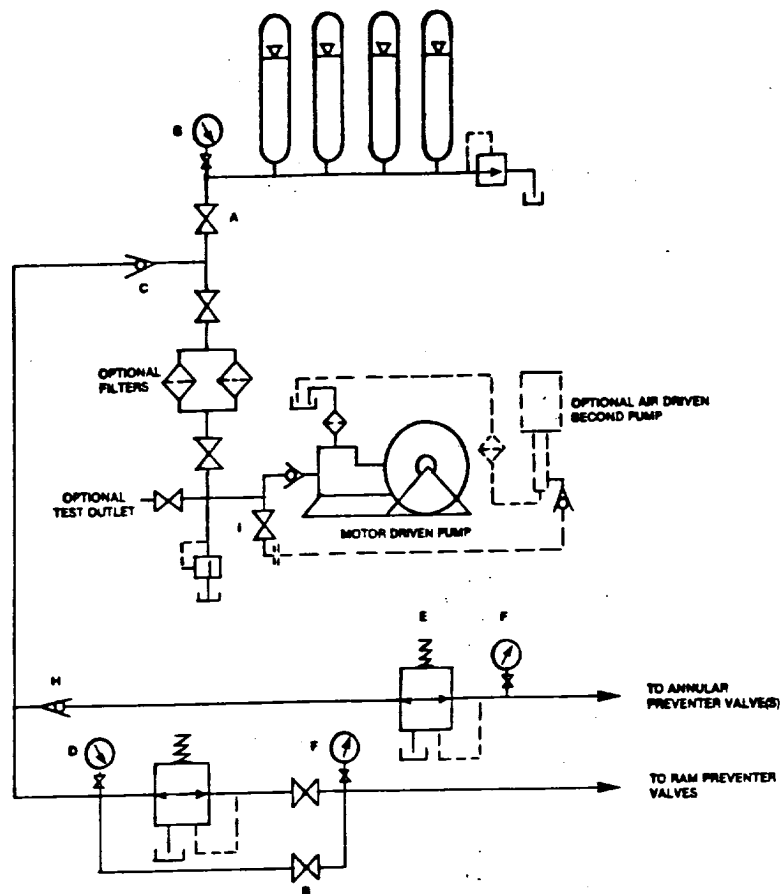 G
A
C
OPTIONAL
FILTERS
OPTIONAL AIR DRIVEN
SECOND PUMP
OPTIONAL
TEST OUTLET
I
MOTOR DRIVEN PUMP
E
F
H
TO ANNULAR
PREVENTER VALVE(S)
D
F
TO RAM PREVENTER
VALVES
B